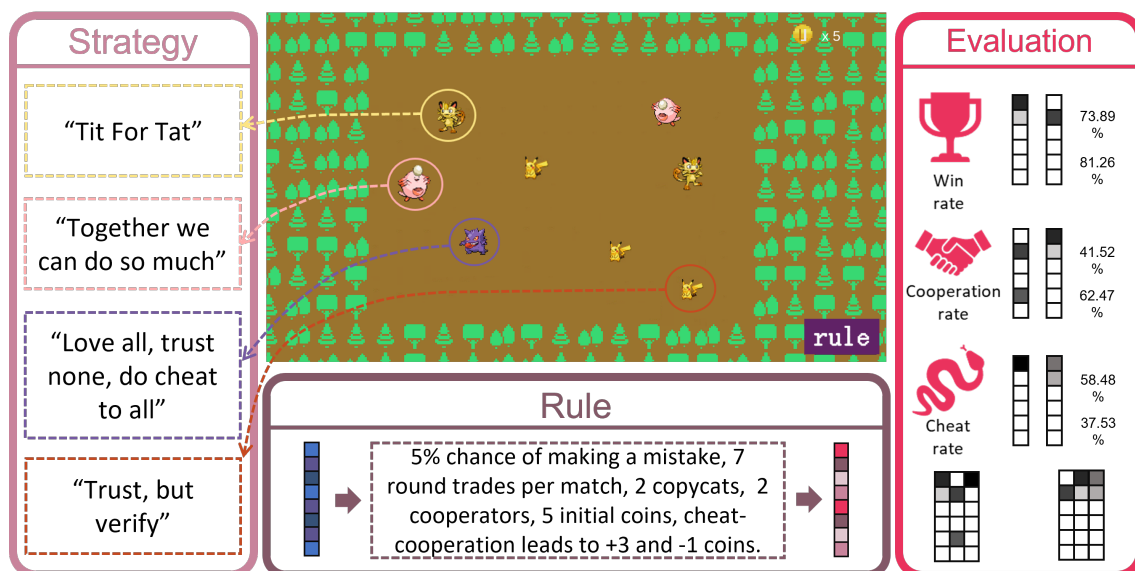 Strategy
“Tit For Tat”
“Together we
can do so much”
“Love all, trust
none, do cheat
to all”
“Trust, but
verify”
x 5
rule
Rule
5% chance of making a mistake, 7
round trades per match, 2 copycats, 2
cooperators, 5 initial coins, cheat-
cooperation leads to +3 and -1 coins.
Evaluation
Win
rate
73.89
%
81.26
%
Cooperation
rate
41.52
%
62.47
%
Cheat
rate
58.48
%
37.53
%